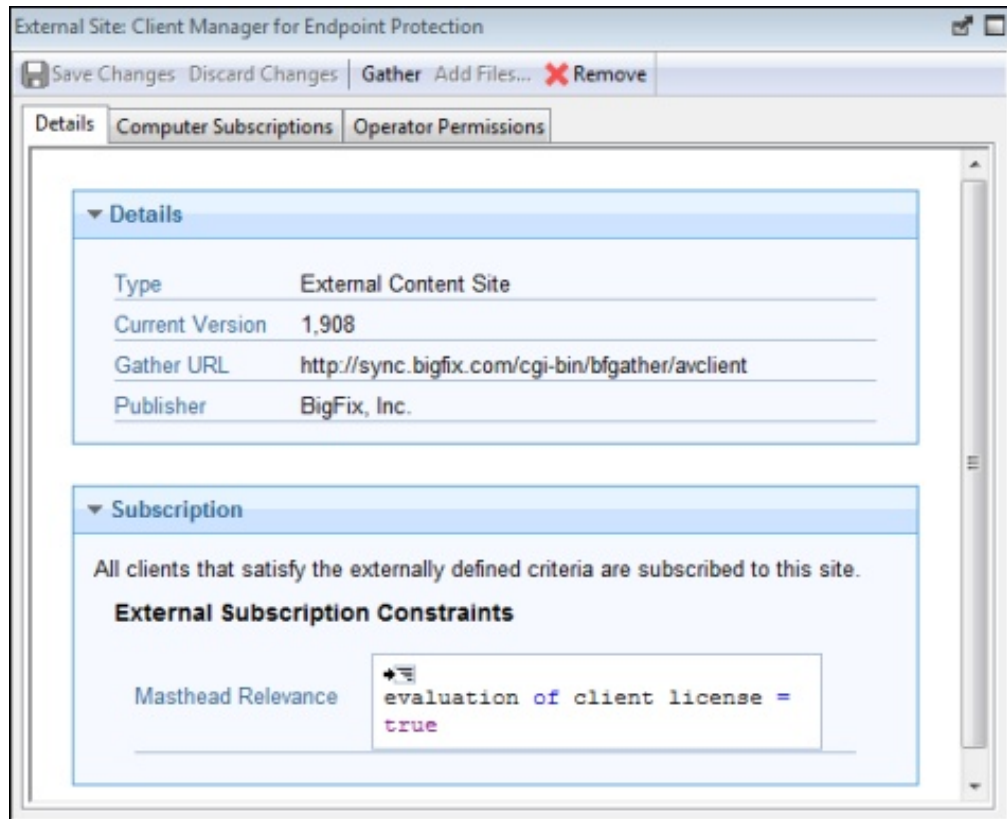 External Site: Client Manager for Endpoint Protection
Save Changes Discard Changes Gather Add Files... Remove
Details Computer Subscriptions Operator Permissions
Details
Type External Content Site
Current Version 1,908
Gather URL http://sync.bigfix.com/cgi-bin/bfgather/avclient
Publisher BigFix, Inc.
Subscription
All clients that satisfy the externally defined criteria are subscribed to this site.
External Subscription Constraints
Masthead Relevance evaluation of client license =
true